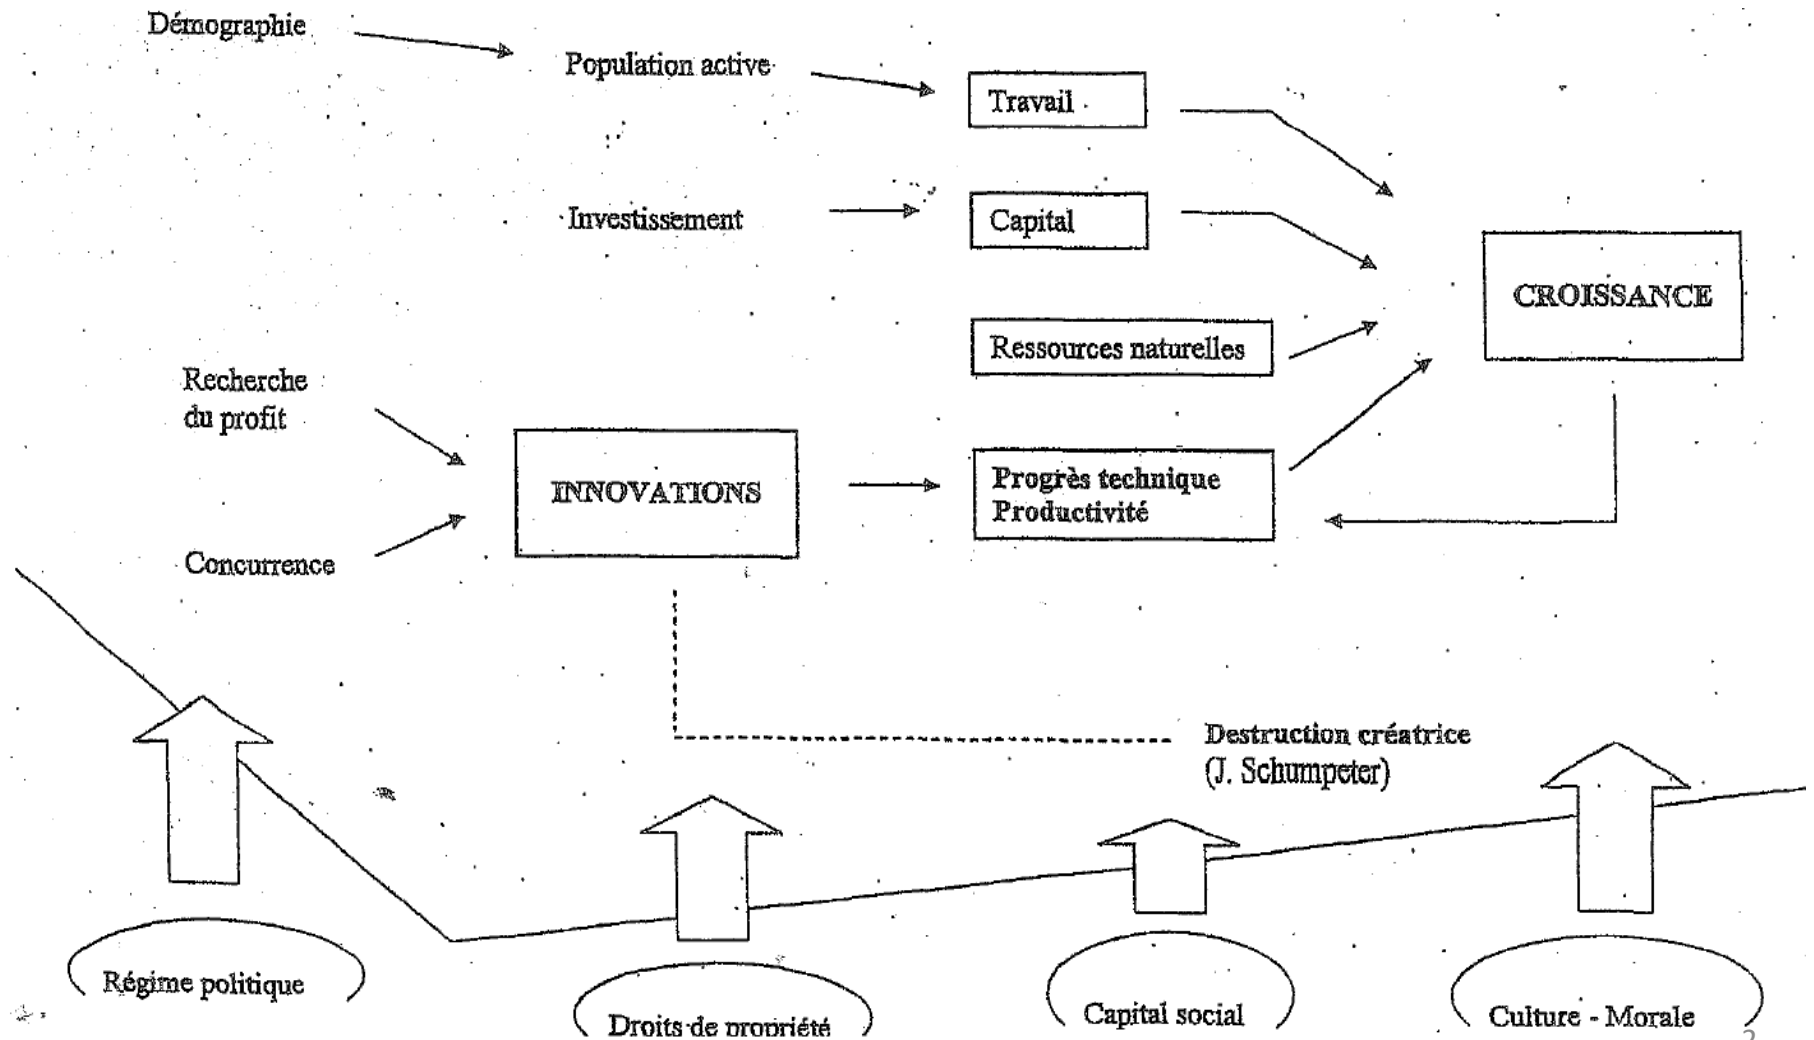 Démographie
Population active
Travail
Investissement
Capital
CROISSANCE
Ressources naturelles
Recherche
du profit
INNOVATIONS
Progrès technique
Productivité
Concurrence
Destruction créatrice
(J. Schumpeter)
Régime politique
Droits de propriété
Capital social
Culture - Morale
2